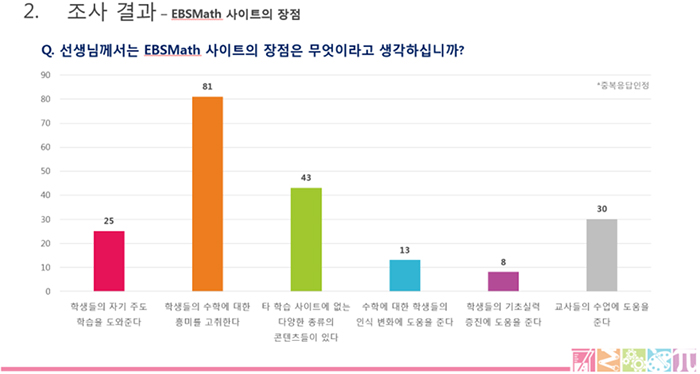 2. 조사 결과 – EBSMath 사이트의 장점
Q. 선생님께서는 EBSMath 사이트의 장점은 무엇이라고 생각하십니까?
*중복응답인정
90
80
70
60
50
40
30
20
10
0
25
81
43
13
8
30
학생들의 자기 주도
학습을 도와준다
학생들의 수학에 대한
흥미를 고취한다
타 학습 사이트에 없는
다양한 종류의
콘텐츠들이 있다
수학에 대한 학생들의
인식 변화에 도움을 준다
학생들의 기초실력
증진에 도움을 준다
교사들의 수업에 도움을
준다